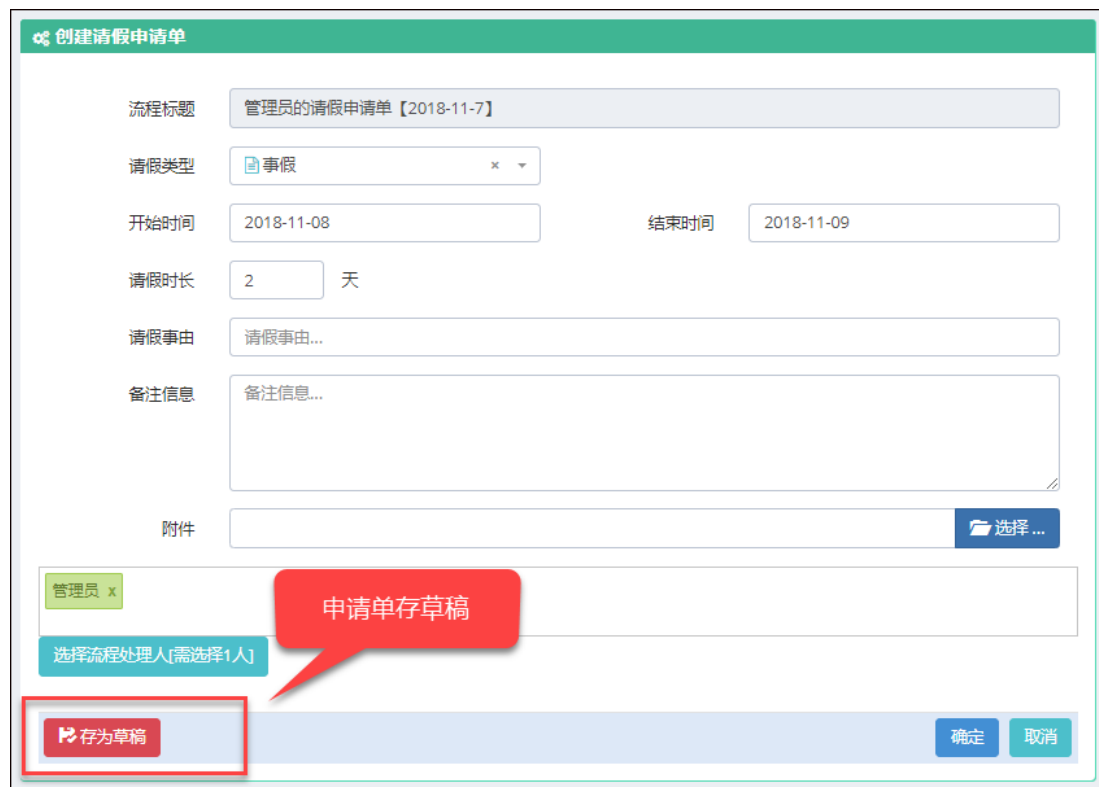 创建请假申请单
流程标题 管理员的请假申请单【2018-11-7】
请假类型 事假 ×
开始时间 2018-11-08 结束时间 2018-11-09
请假时长 2 天
请假事由 请假事由...
备注信息 备注信息...
附件 选择 ...
管理员 x
申请单存草稿
选择流程处理人[需选择1人]
存为草稿 确定 取消